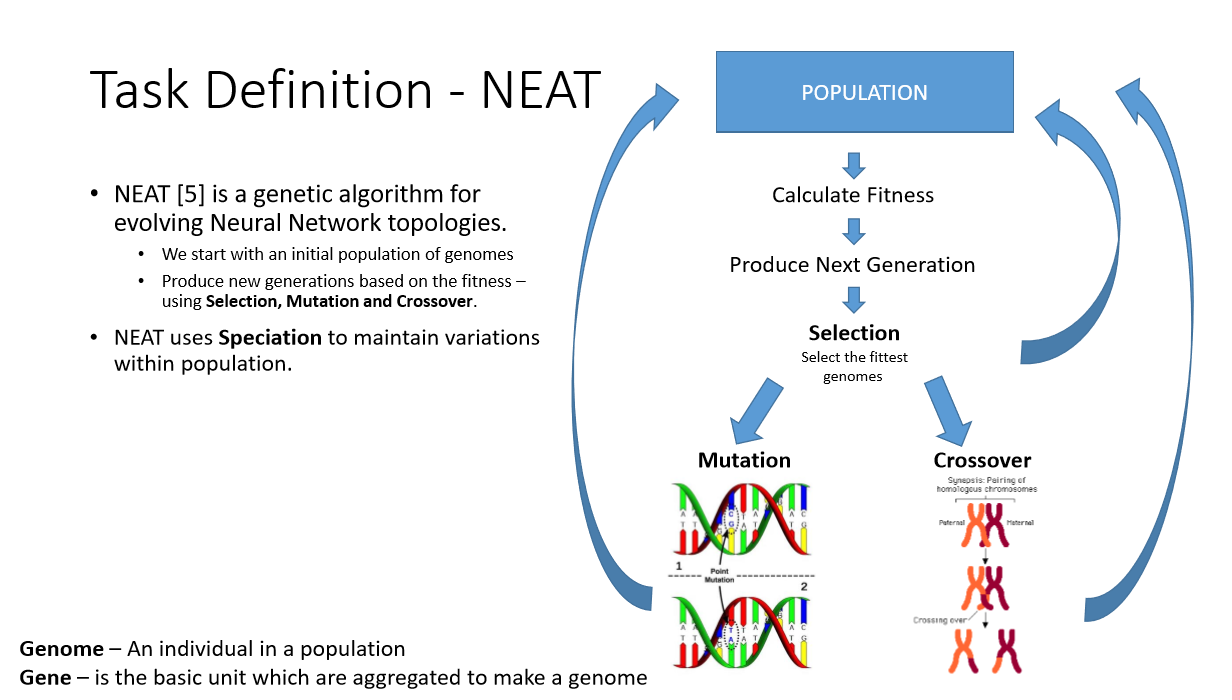 Task Definition - NEAT
• NEAT [5] is a genetic algorithm for
evolving Neural Network topologies.
• We start with an initial population of genomes
• Produce new generations based on the fitness –
using Selection, Mutation and Crossover.
• NEAT uses Speciation to maintain variations
within population.
POPULATION
Calculate Fitness
Produce Next Generation
Selection
Select the fittest
genomes
Mutation
1
Point
Mutation
2
Crossover
Synapsis: Pairing of
homologous chromosomes
Paternal
Maternal
Crossing over
Genome – An individual in a population
Gene – is the basic unit which are aggregated to make a genome